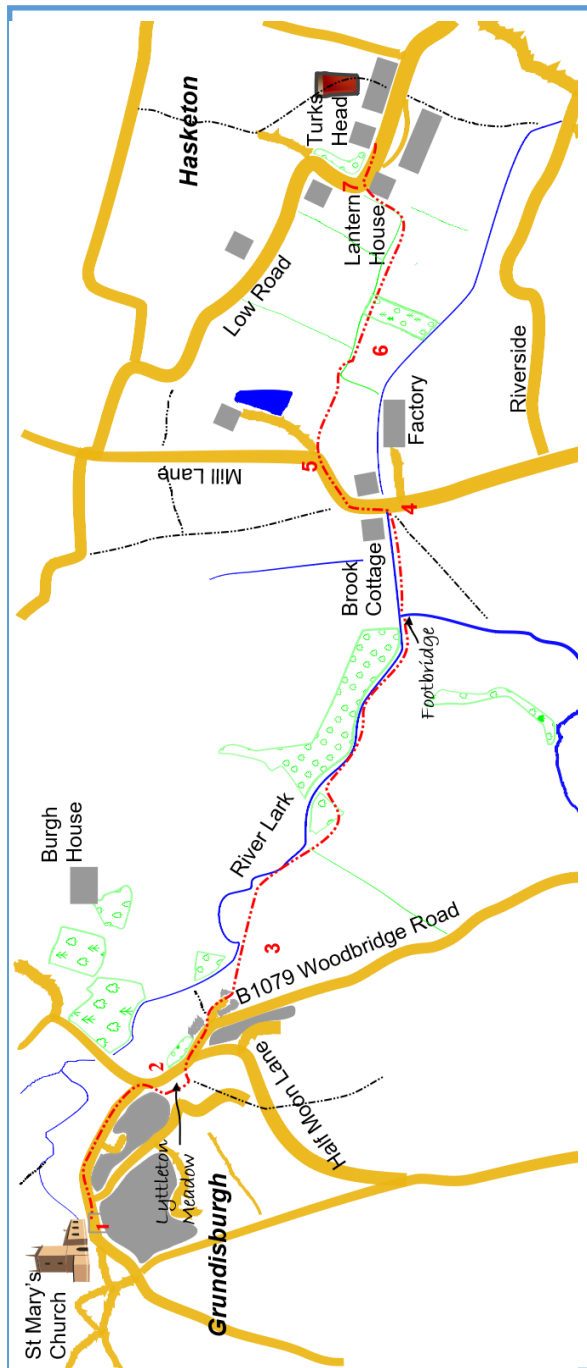 St Mary's
Church
1
Grundisburgh
Lyttleton
Meadow
2
Half Moon Lane
B1079 Woodbridge Road
3
Burgh
House
River Lark
Footbridge
Brook
Cottage
4
Mill Lane
5
Factory
6
Riverside
Low Road
Lantern
House
7
Turks
Head
Hasketon